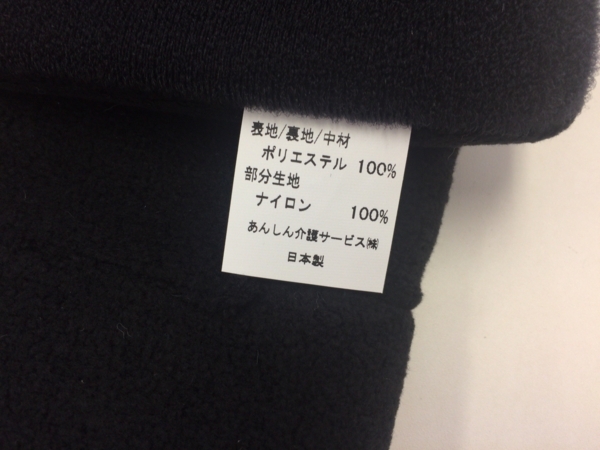 表地/裏地/中材
ポリエステル 100%
部分生地
ナイロン 100%
あんしん介護サービス㈱
日本製